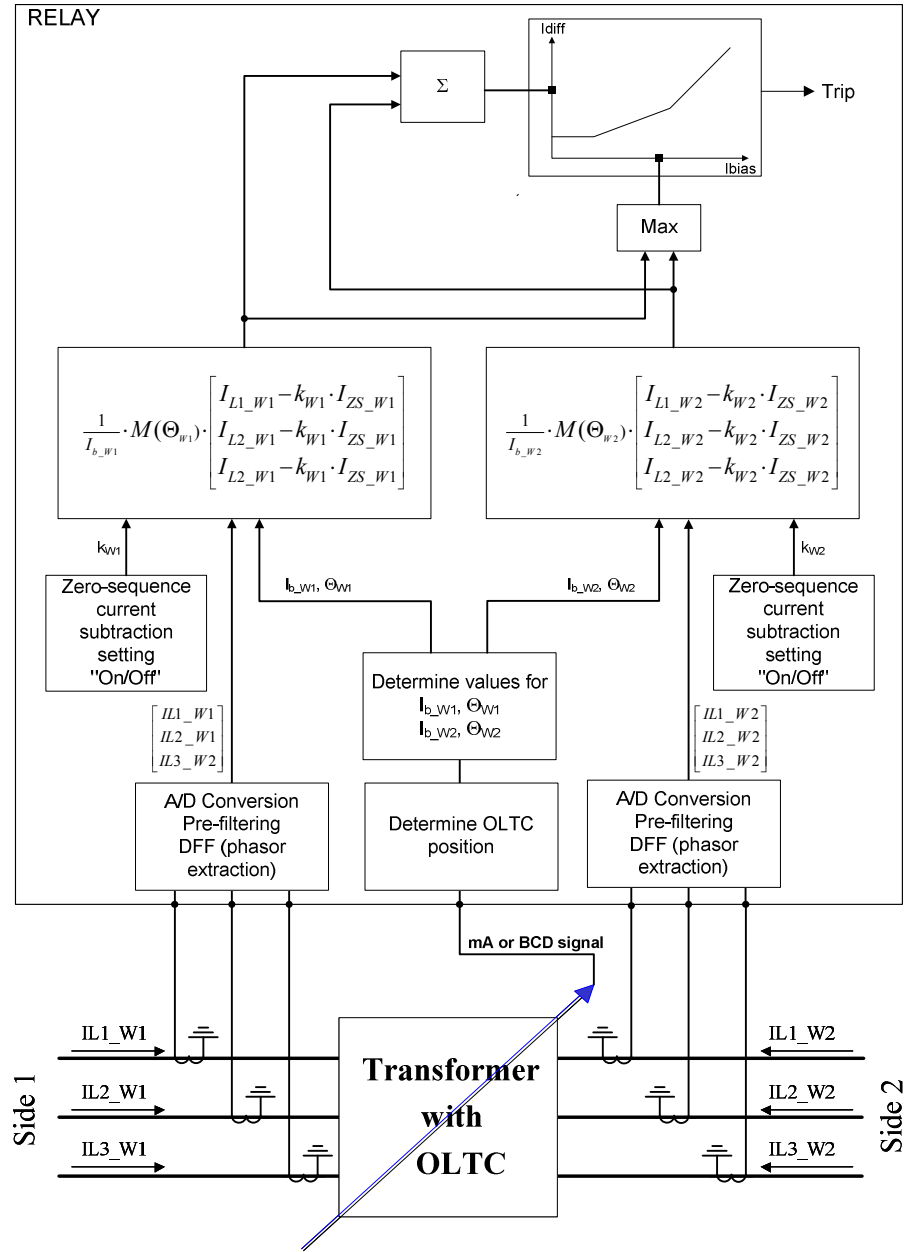 RELAY
Idiff
Σ
Trip
Ibias
Max
1/I_b_W1 · M(Θ_W1) · [I_L1_W1 − k_W1 · I_ZS_W1
I_L2_W1 − k_W1 · I_ZS_W1
I_L2_W1 − k_W1 · I_ZS_W1]
1/I_b_W2 · M(Θ_W2) · [I_L1_W2 − k_W2 · I_ZS_W2
I_L2_W2 − k_W2 · I_ZS_W2
I_L2_W2 − k_W2 · I_ZS_W2]
k_W1
k_W2
I_b_W1, Θ_W1
I_b_W2, Θ_W2
Zero-sequence
current
subtraction
setting
"On/Off"
Zero-sequence
current
subtraction
setting
"On/Off"
Determine values for
I_b_W1, Θ_W1
I_b_W2, Θ_W2
[IL1_W1
IL2_W1
IL3_W2]
[IL1_W2
IL2_W2
IL3_W2]
A/D Conversion
Pre-filtering
DFF (phasor
extraction)
Determine OLTC
position
A/D Conversion
Pre-filtering
DFF (phasor
extraction)
mA or BCD signal
Side 1
IL1_W1
IL2_W1
IL3_W1
Transformer
with
OLTC
IL1_W2
IL2_W2
IL3_W2
Side 2